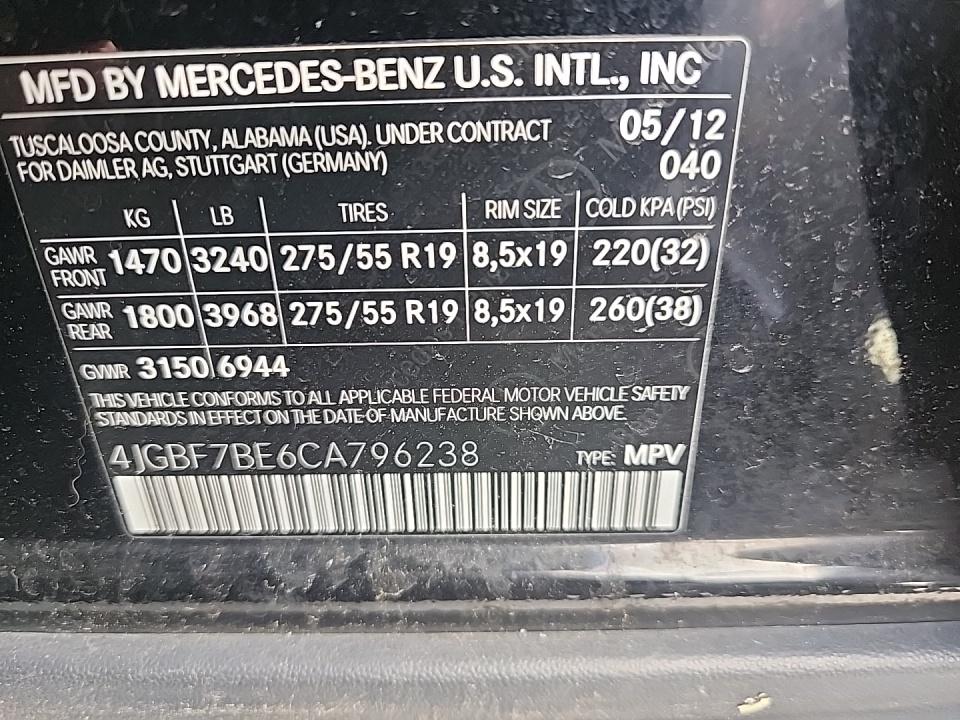 MFD BY MERCEDES-BENZ U.S. INTL., INC
TUSCALOOSA COUNTY, ALABAMA (USA). UNDER CONTRACT 05/12
FOR DAIMLER AG, STUTTGART (GERMANY) 040
KG LB TIRES RIM SIZE COLD KPA (PSI)
GAWR FRONT 1470 3240 275/55 R19 8,5x19 220(32)
GAWR REAR 1800 3968 275/55 R19 8,5x19 260(38)
GVWR 3150 6944
THIS VEHICLE CONFORMS TO ALL APPLICABLE FEDERAL MOTOR VEHICLE SAFETY
STANDARDS IN EFFECT ON THE DATE OF MANUFACTURE SHOWN ABOVE.
4JGBF7BE6CA796238 TYPE: MPV